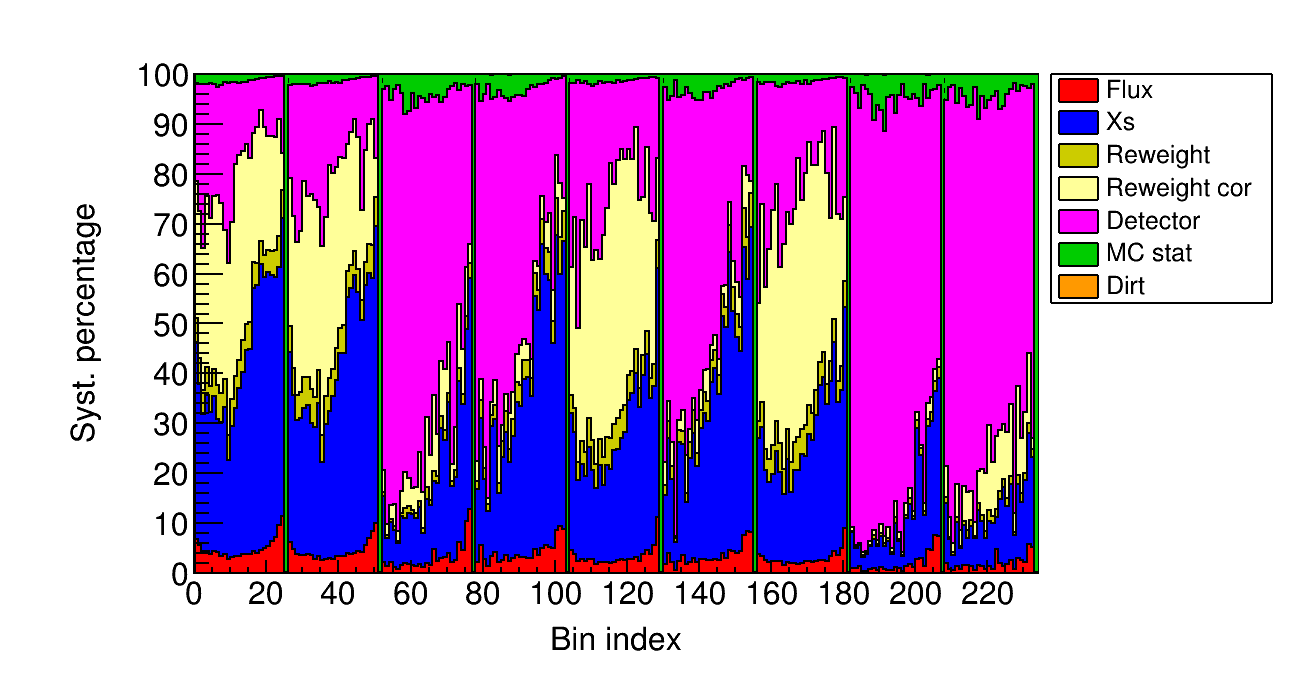 100
90
80
70
60
50
40
30
20
10
0
Syst. percentage
0 20 40 60 80 100 120 140 160 180 200 220
Bin index
Flux
Xs
Reweight
Reweight cor
Detector
MC stat
Dirt